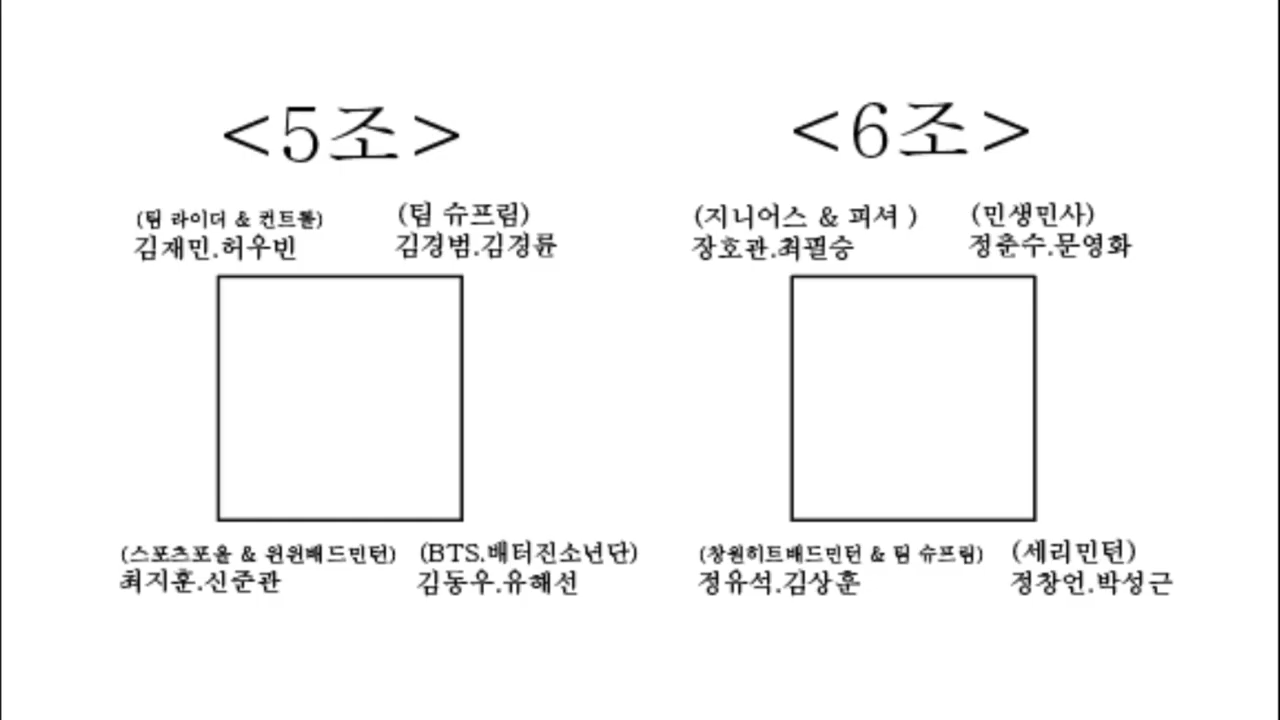 <5조>
(팀 라이더 & 컨트롤)
김재민.허우빈
(팀 슈프림)
김경범.김경륜
(스포츠포유 & 윈윈배드민턴)
최지훈.신준관
(BTS.배터진소년단)
김동우.유해선
<6조>
(지니어스 & 피셔 )
장호관.최필승
(민생민사)
정춘수.문영화
(창원히트배드민턴 & 팀 슈프림)
정유석.김상훈
(세리민턴)
정창언.박성근